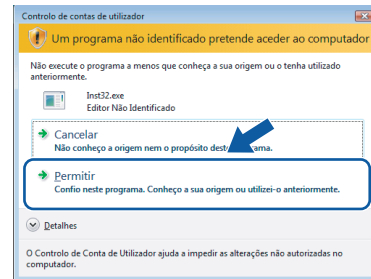 Controlo de contas de utilizador
Um programa não identificado pretende aceder ao computador
Não execute o programa a menos que conheça a sua origem ou o tenha utilizado
anteriormente.
Inst32.exe
Editor Não Identificado
Cancelar
Não conheço a origem nem o propósito deste
Permitir
Confio neste programa. Conheço a sua origem ou utilizei-o anteriormente.
Detalhes
O Controlo de Conta de Utilizador ajuda a impedir as alterações não autorizadas no
computador.